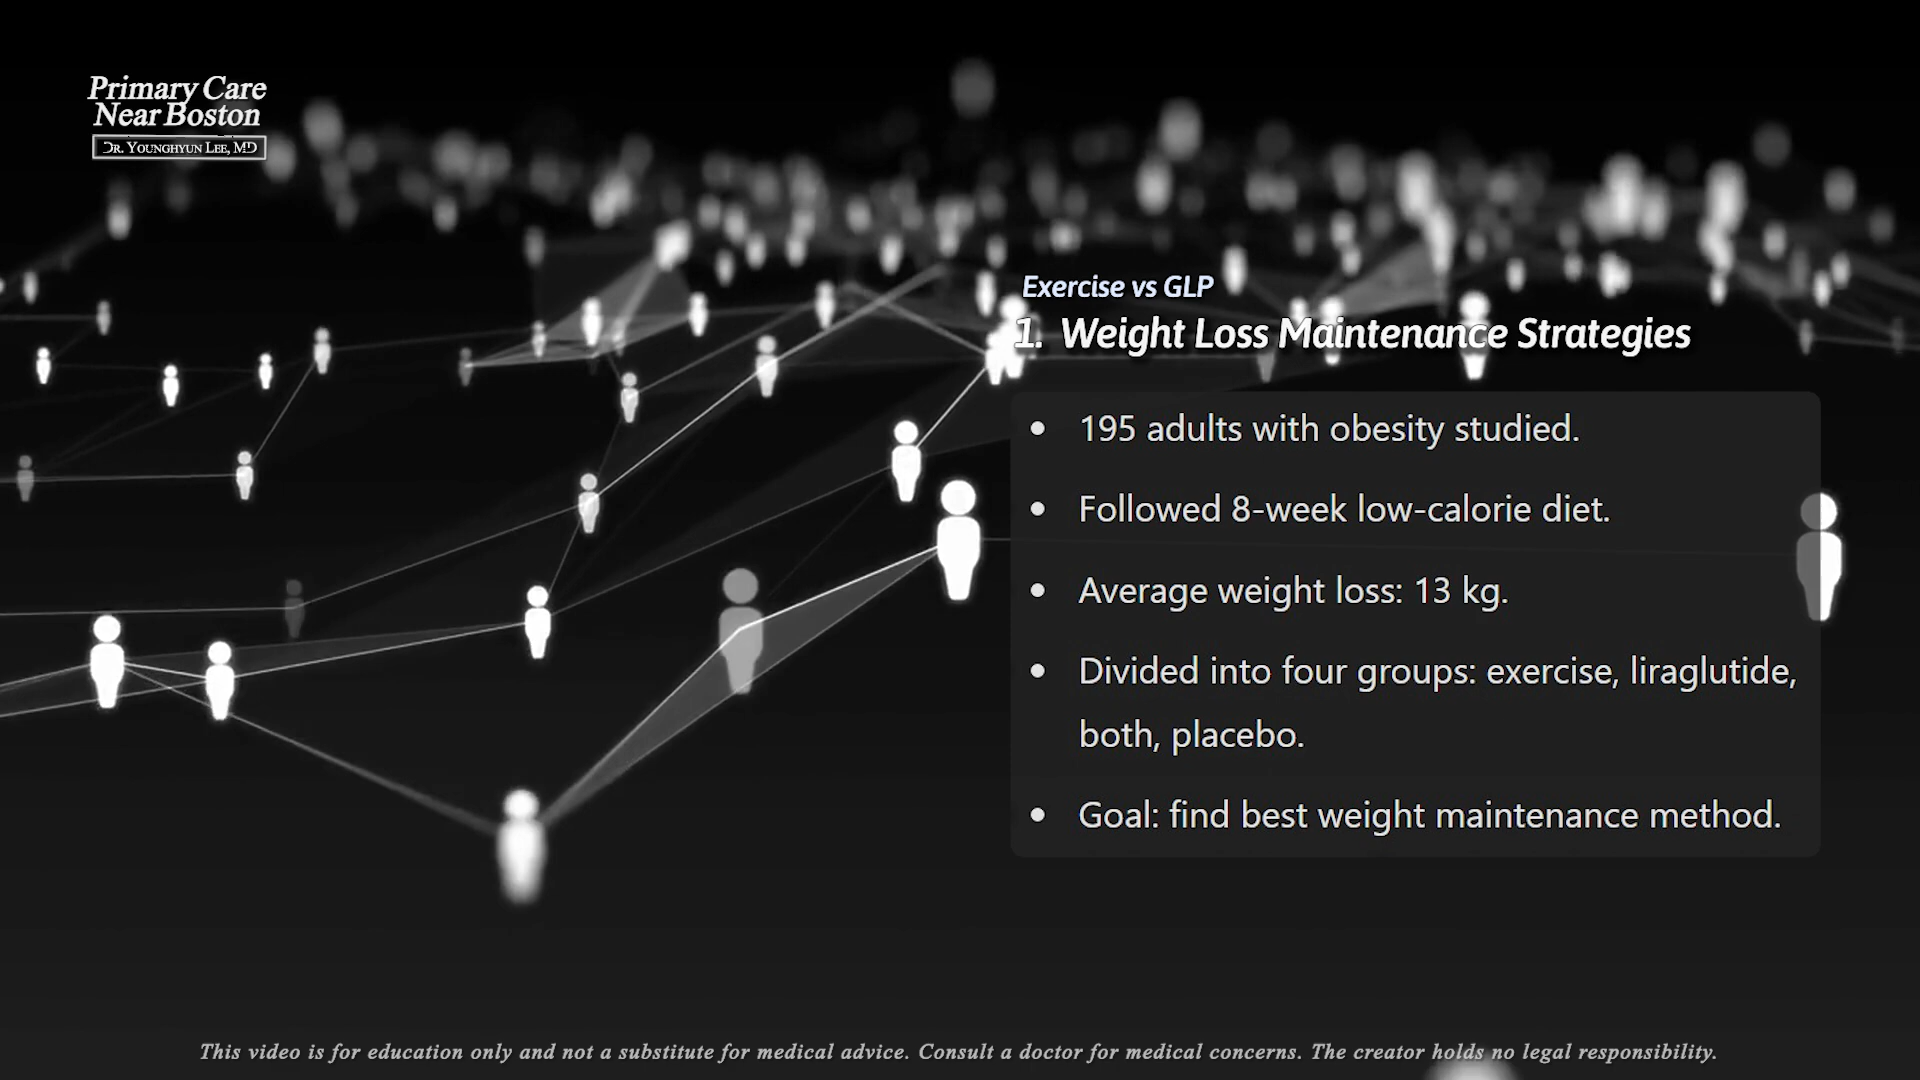 Primary Care
Near Boston
Dr. Younghyun Lee, MD
Exercise vs GLP
1. Weight Loss Maintenance Strategies
• 195 adults with obesity studied.
• Followed 8-week low-calorie diet.
• Average weight loss: 13 kg.
• Divided into four groups: exercise, liraglutide,
both, placebo.
• Goal: find best weight maintenance method.
This video is for education only and not a substitute for medical advice. Consult a doctor for medical concerns. The creator holds no legal responsibility.